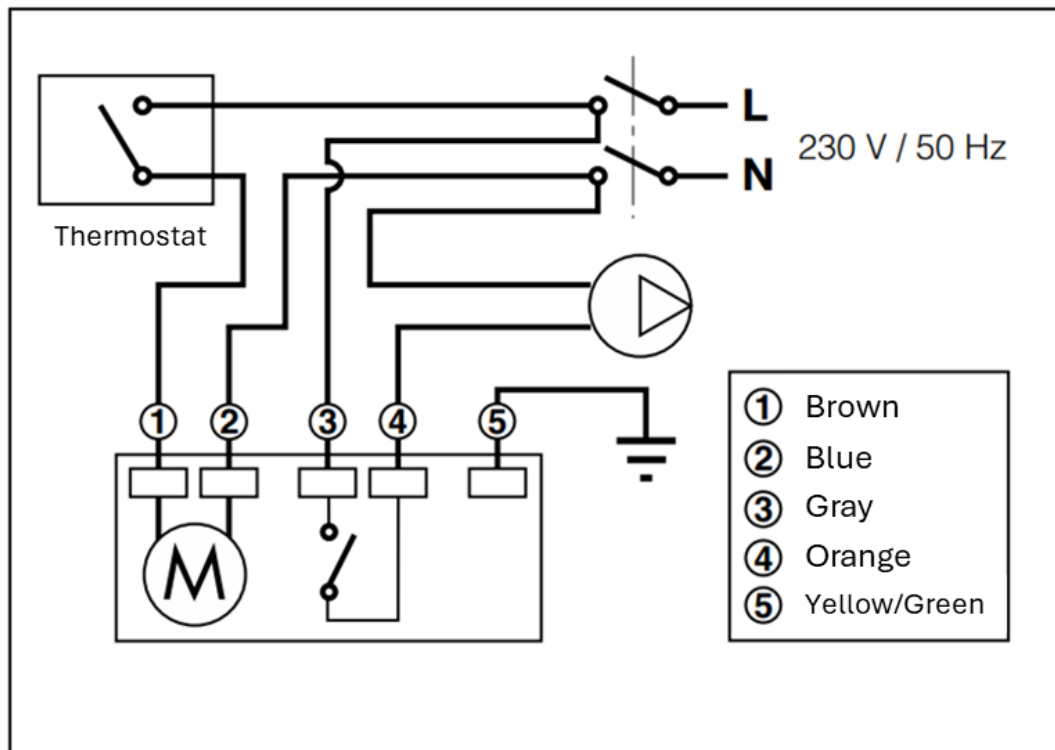 L
230 V / 50 Hz
N
Thermostat
1 2 3 4 5
M
1 Brown
2 Blue
3 Gray
4 Orange
5 Yellow/Green